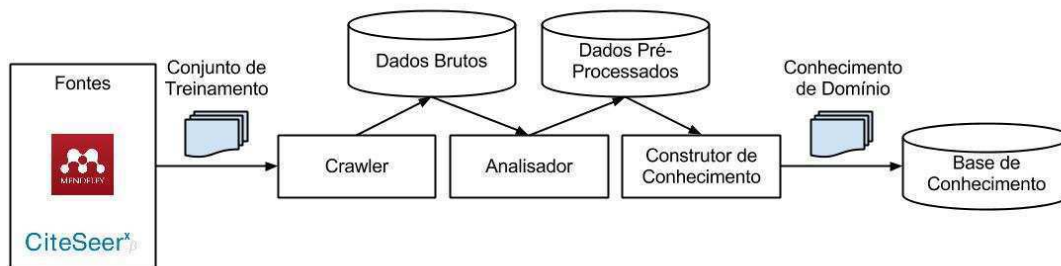 Fontes
MENDELEY
CiteSeerxβ
Conjunto de
Treinamento
Crawler
Dados Brutos
Analisador
Dados Pré-
Processados
Construtor de
Conhecimento
Conhecimento
de Domínio
Base de
Conhecimento